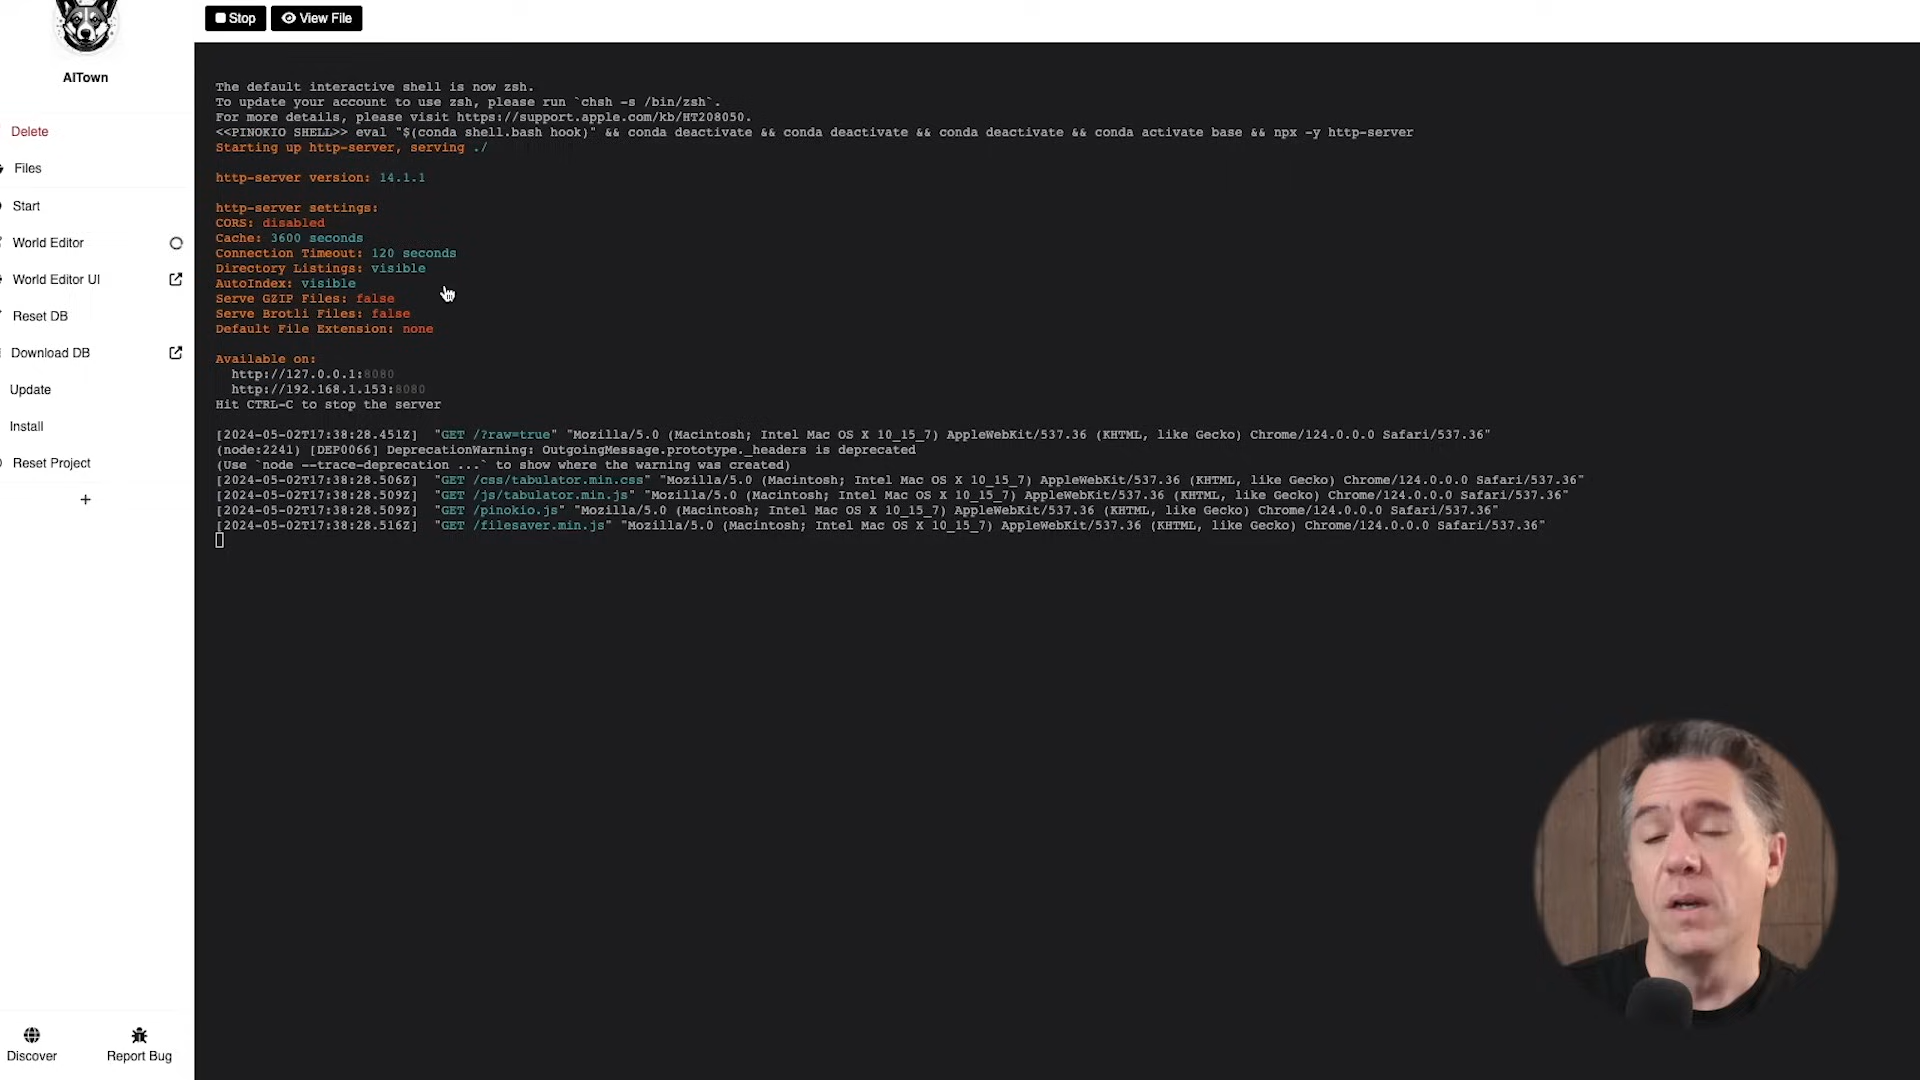 Stop
View File
AITown
Delete
Files
Start
World Editor
World Editor UI
Reset DB
Download DB
Update
Install
Reset Project
+
Discover
Report Bug
The default interactive shell is now zsh.
To update your account to use zsh, please run `chsh -s /bin/zsh`.
For more details, please visit https://support.apple.com/kb/HT208050.
<<PINOKIO SHELL>> eval "$(conda shell.bash hook)" && conda deactivate && conda deactivate && conda deactivate && conda activate base && npx -y http-server
Starting up http-server, serving ./
http-server version: 14.1.1
http-server settings:
CORS: disabled
Cache: 3600 seconds
Connection Timeout: 120 seconds
Directory Listings: visible
AutoIndex: visible
Serve GZIP Files: false
Serve Brotli Files: false
Default File Extension: none
Available on:
http://127.0.0.1:8080
http://192.168.1.153:8080
Hit CTRL-C to stop the server
[2024-05-02T17:38:28.451Z]  "GET /?raw=true" "Mozilla/5.0 (Macintosh; Intel Mac OS X 10_15_7) AppleWebKit/537.36 (KHTML, like Gecko) Chrome/124.0.0.0 Safari/537.36"
(node:2241) [DEP0066] DeprecationWarning: OutgoingMessage.prototype._headers is deprecated
(Use `node --trace-deprecation ...` to show where the warning was created)
[2024-05-02T17:38:28.506Z]  "GET /css/tabulator.min.css" "Mozilla/5.0 (Macintosh; Intel Mac OS X 10_15_7) AppleWebKit/537.36 (KHTML, like Gecko) Chrome/124.0.0.0 Safari/537.36"
[2024-05-02T17:38:28.509Z]  "GET /js/tabulator.min.js" "Mozilla/5.0 (Macintosh; Intel Mac OS X 10_15_7) AppleWebKit/537.36 (KHTML, like Gecko) Chrome/124.0.0.0 Safari/537.36"
[2024-05-02T17:38:28.509Z]  "GET /pinokio.js" "Mozilla/5.0 (Macintosh; Intel Mac OS X 10_15_7) AppleWebKit/537.36 (KHTML, like Gecko) Chrome/124.0.0.0 Safari/537.36"
[2024-05-02T17:38:28.516Z]  "GET /filesaver.min.js" "Mozilla/5.0 (Macintosh; Intel Mac OS X 10_15_7) AppleWebKit/537.36 (KHTML, like Gecko) Chrome/124.0.0.0 Safari/537.36"